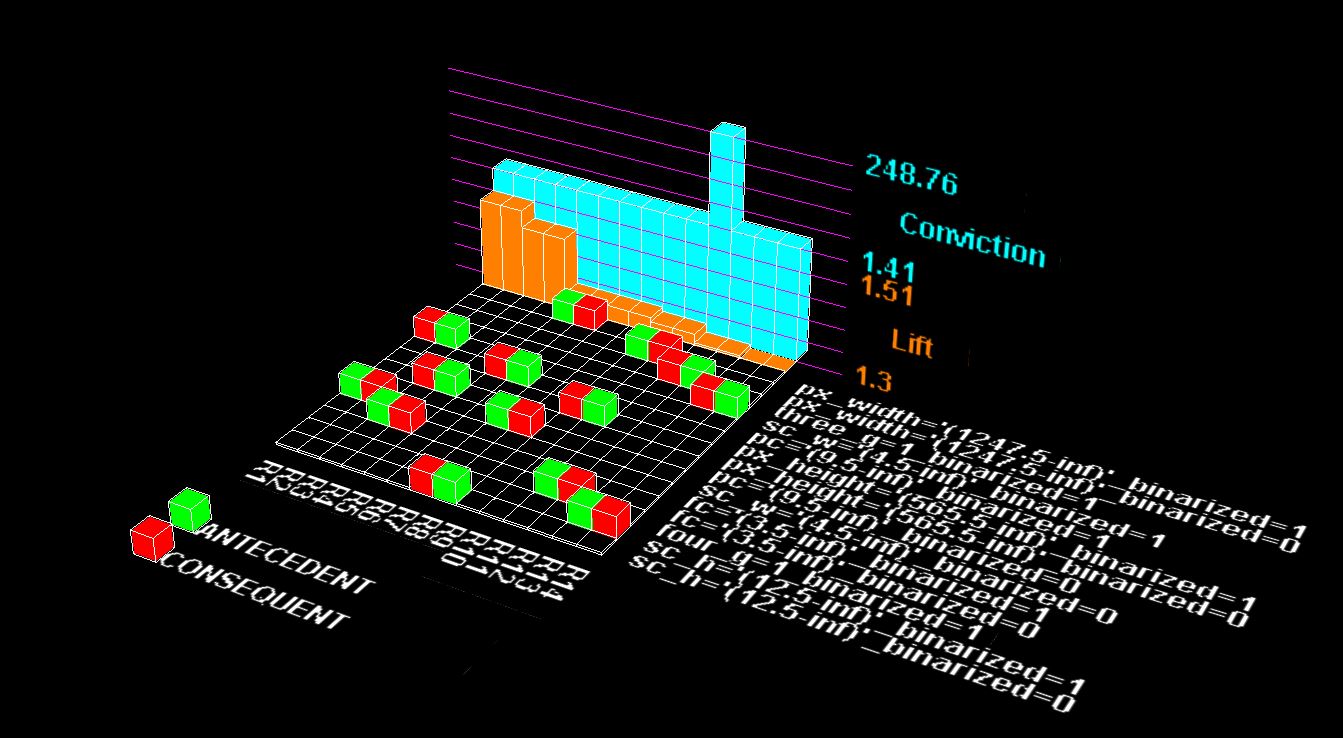 248.76
Conviction
1.41
1.51
Lift
1.3
px_width='(1247.5-inf)'_binarized=1
px_width='(1247.5-inf)'_binarized=0
three_g=1_binarized=1
sc_w='(4.5-inf)'_binarized=1
pc='(9.5-inf)'_binarized=1
px_height='(565.5-inf)'_binarized=1
px_height='(565.5-inf)'_binarized=0
pc='(9.5-inf)'_binarized=0
sc_w='(4.5-inf)'_binarized=0
fc='(3.5-inf)'_binarized=1
fc='(3.5-inf)'_binarized=0
four_g=1_binarized=1
sc_h='(12.5-inf)'_binarized=1
sc_h='(12.5-inf)'_binarized=0
R1
R2
R3
R4
R5
R6
R7
R8
R9
R10
R11
R12
R13
R14
ANTECEDENT
CONSEQUENT